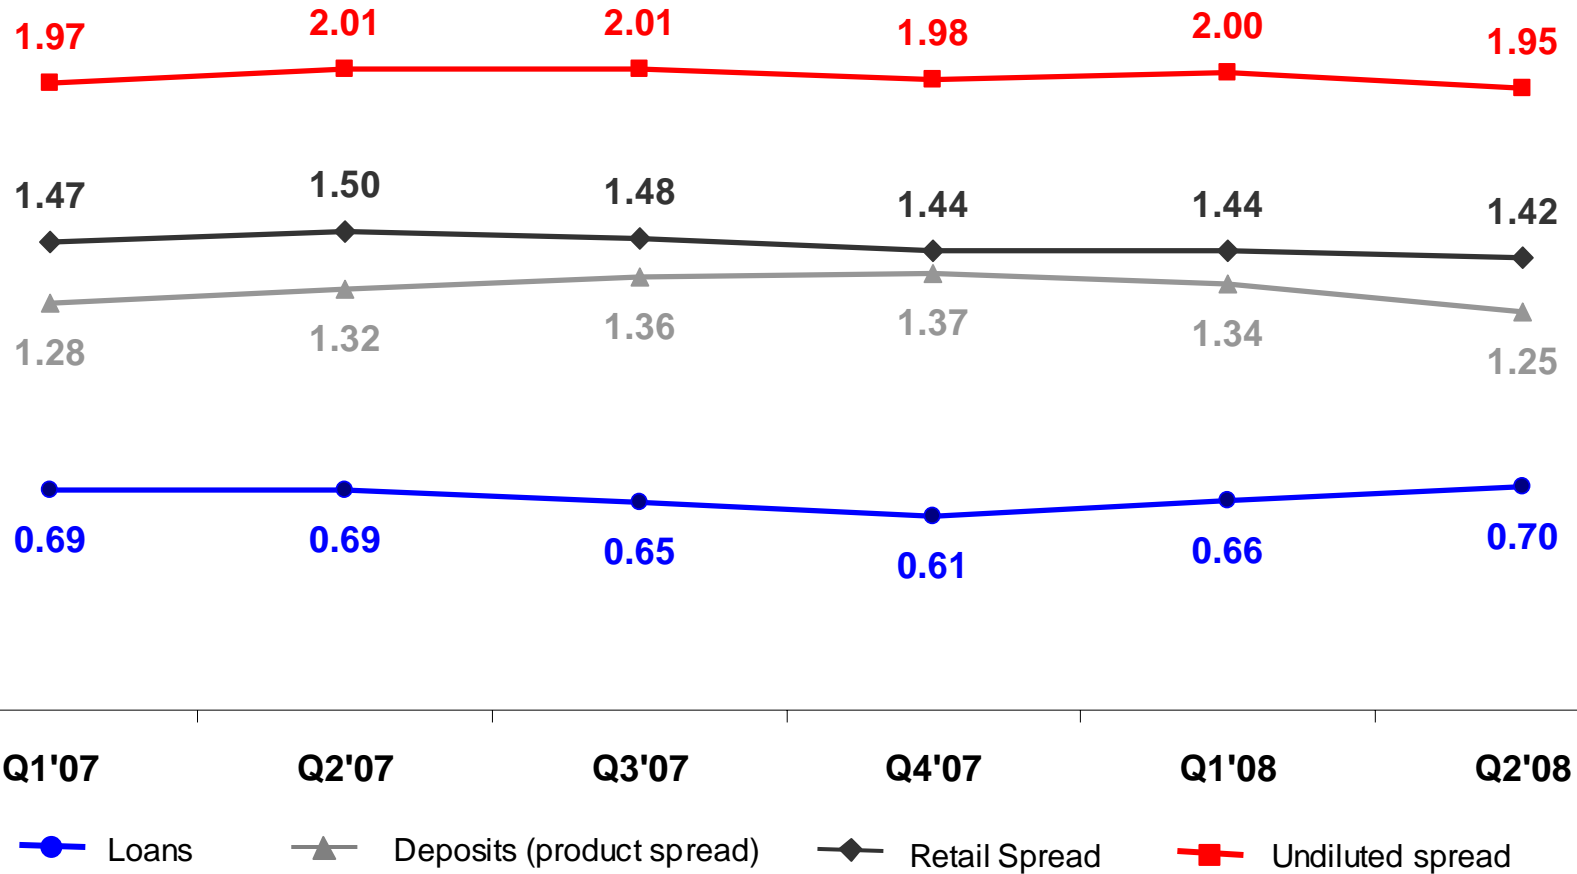 1.97 2.01 2.01 1.98 2.00 1.95
1.47 1.50 1.48 1.44 1.44 1.42
1.28 1.32 1.36 1.37 1.34 1.25
0.69 0.69 0.65 0.61 0.66 0.70
Q1'07 Q2'07 Q3'07 Q4'07 Q1'08 Q2'08
Loans Deposits (product spread) Retail Spread Undiluted spread